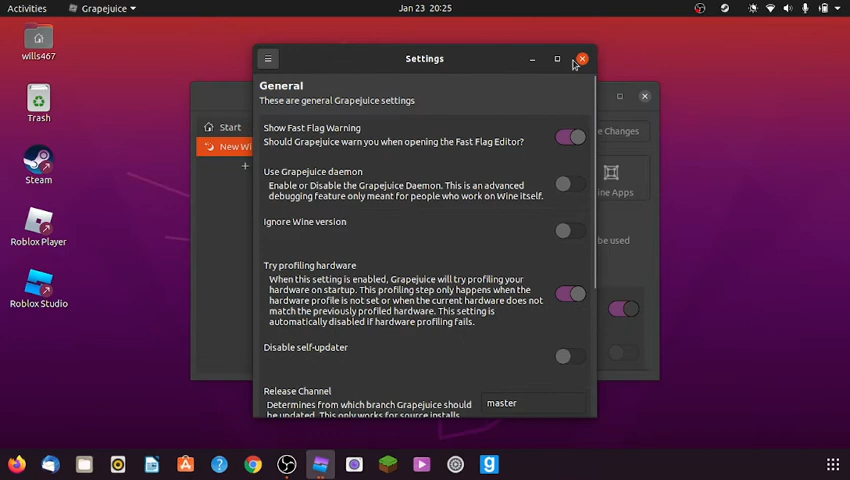 Activities
Grapejuice
Jan 23 20:25
wills467
Trash
Steam
Roblox Player
Roblox Studio
Start
New Wi
e Changes
ine Apps
be used
Settings
General
These are general Grapejuice settings
Show Fast Flag Warning
Should Grapejuice warn you when opening the Fast Flag Editor?
Use Grapejuice daemon
Enable or Disable the Grapejuice Daemon. This is an advanced
debugging feature only meant for people who work on Wine itself.
Ignore Wine version
Try profiling hardware
When this setting is enabled, Grapejuice will try profiling your
hardware on startup. This profiling step only happens when the
hardware profile is not set or when the current hardware does not
match the previously profiled hardware. This setting is
automatically disabled if hardware profiling fails.
Disable self-updater
Release Channel
Determines from which branch Grapejuice should
be updated. This only works for source installs.
master